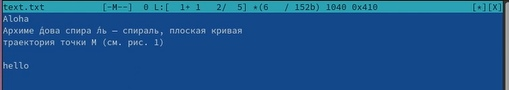 text.txt [-M--] 0 L:[ 1+ 1 2/ 5] *(6 / 152b) 1040 0x410 [*][X]
Aloha
Архиме́дова спира́ль — спираль, плоская кривая
траектория точки M (см. рис. 1)
hello